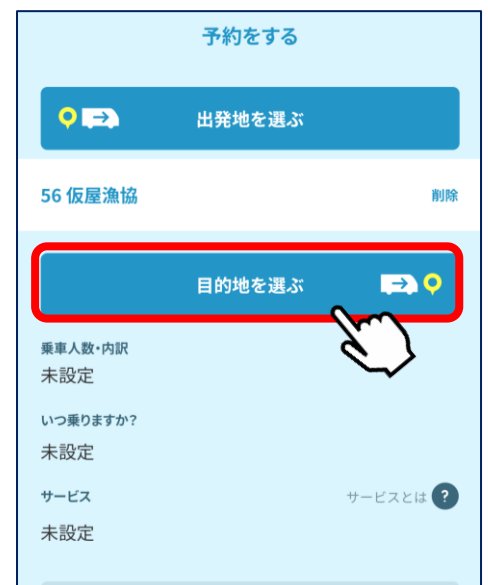 予約をする
出発地を選ぶ
56 仮屋漁協 削除
目的地を選ぶ
乗車人数・内訳
未設定
いつ乗りますか?
未設定
サービス サービスとは ?
未設定